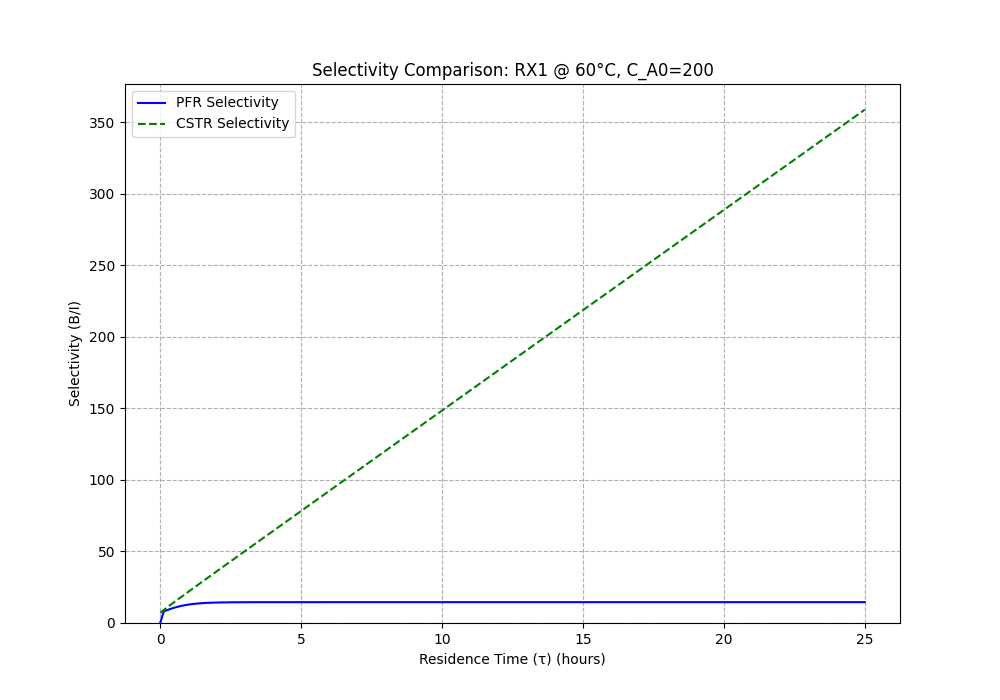 Selectivity Comparison: RX1 @ 60°C, C_A0=200
PFR Selectivity
CSTR Selectivity
Selectivity (B/I)
350
300
250
200
150
100
50
0
0 5 10 15 20 25
Residence Time (τ) (hours)